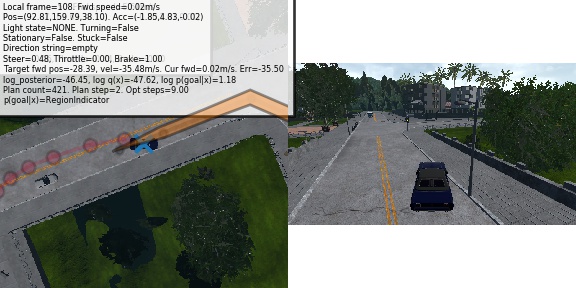 Local frame=108. Fwd speed=0.02m/s
Pos=(92.81,159.79,38.10). Acc=(-1.85,4.83,-0.02)
Light state=NONE. Turning=False
Stationary=False. Stuck=False
Direction string=empty
Steer=0.48, Throttle=0.00, Brake=1.00
Target fwd pos=-28.39, vel=-35.48m/s. Cur fwd=0.02m/s. Err=-35.50
log_posterior=-46.45, log q(x)=-47.62, log p(goal|x)=1.18
Plan count=421. Plan step=2. Opt steps=9.00
p(goal|x)=RegionIndicator